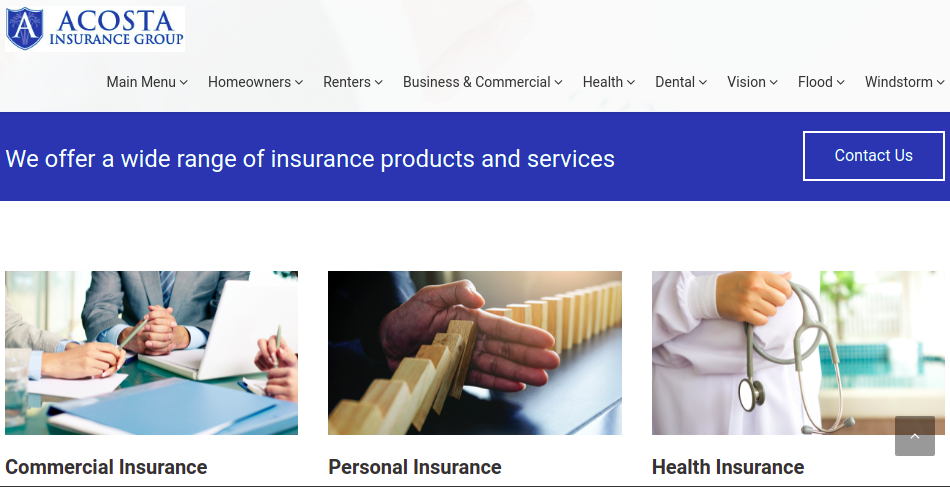 A ACOSTA
INSURANCE GROUP
Main Menu Homeowners Renters Business & Commercial Health Dental Vision Flood Windstorm
We offer a wide range of insurance products and services
Contact Us
Commercial Insurance
Personal Insurance
Health Insurance